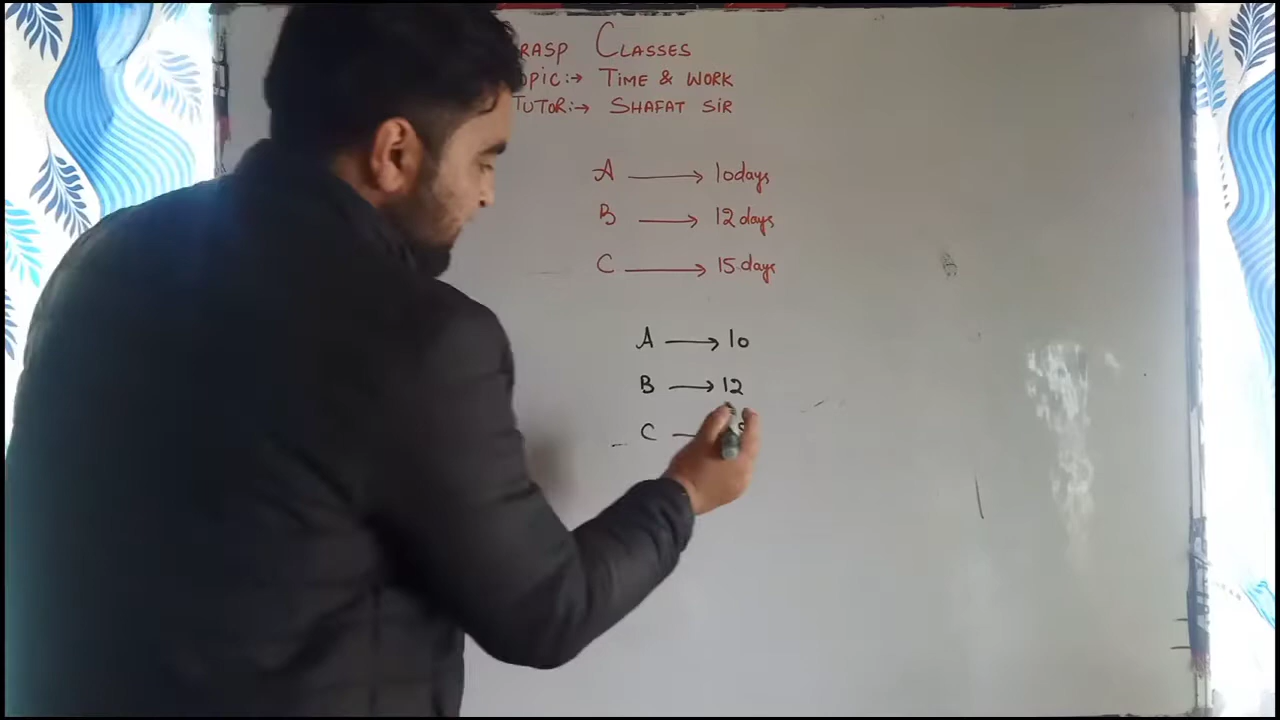 RASP CLASSES
OPIC:→ TIME & WORK
TUTOR:→ SHAFAT SIR
A → 10days
B → 12 days
C → 15 days
A → 10
B → 12
C